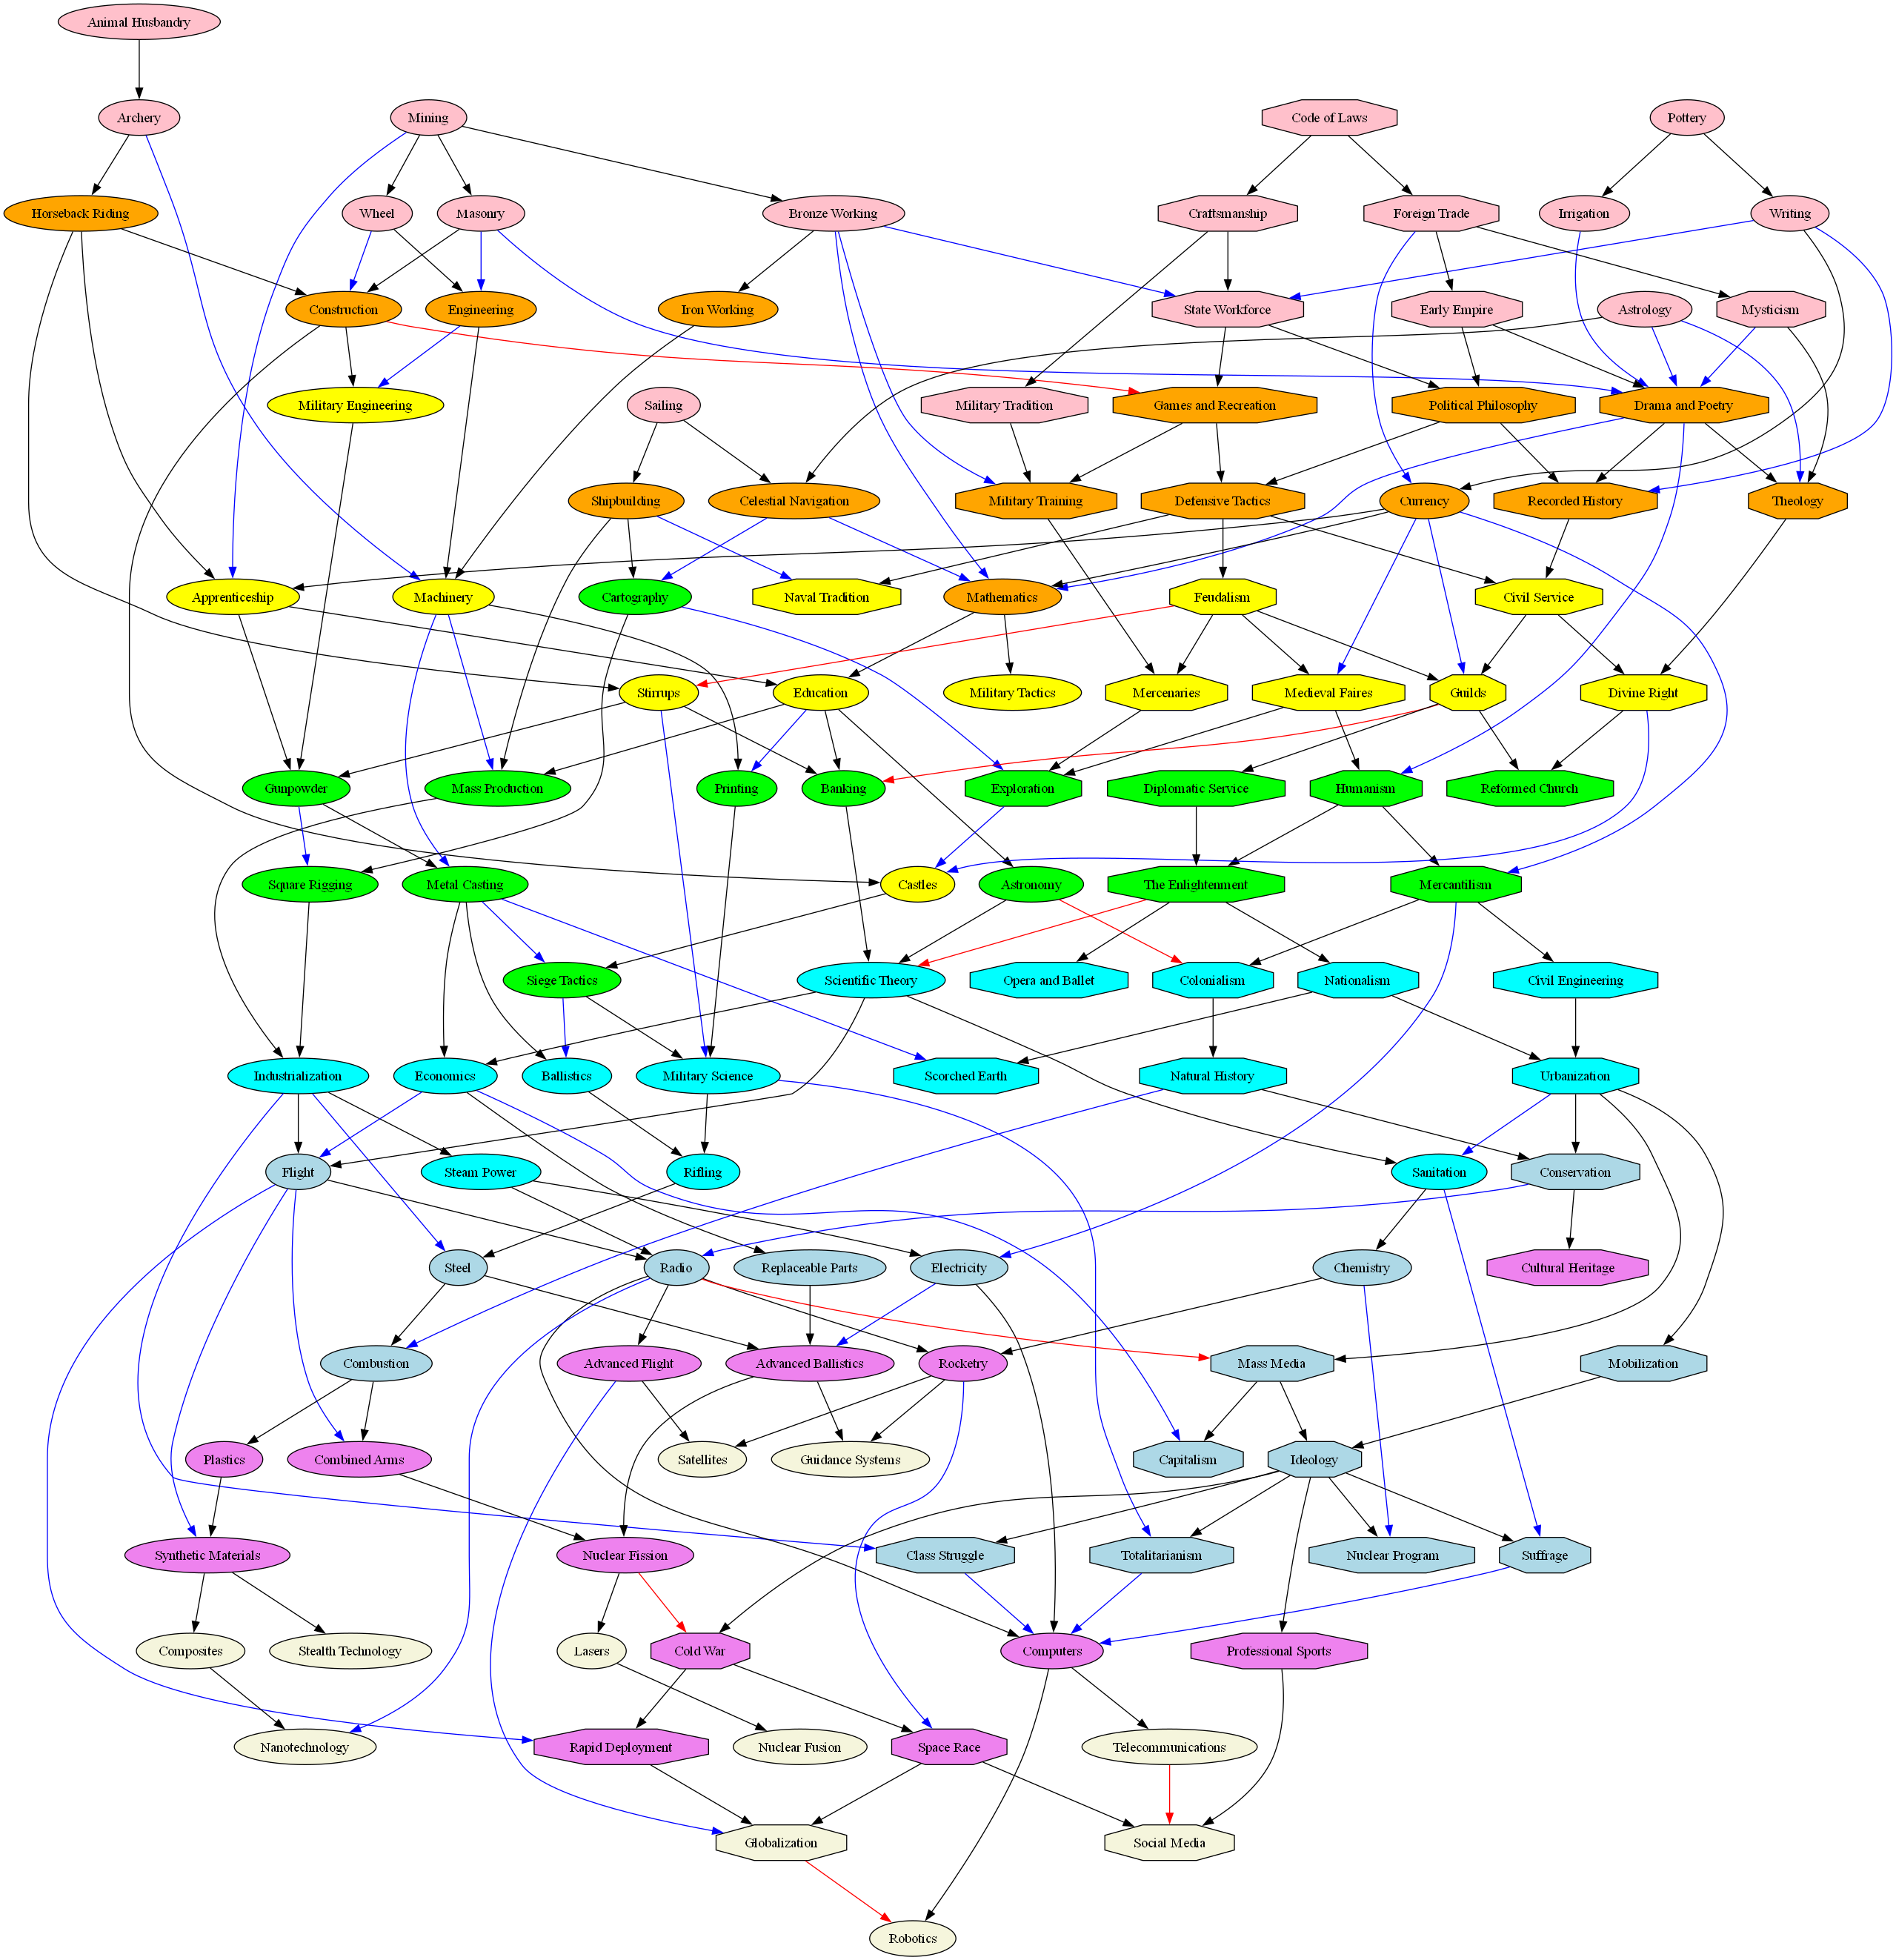 Animal Husbandry
Archery
Mining
Code of Laws
Pottery
Horseback Riding
Wheel
Masonry
Bronze Working
Craftsmanship
Foreign Trade
Irrigation
Writing
Construction
Engineering
Iron Working
State Workforce
Early Empire
Astrology
Mysticism
Military Engineering
Sailing
Military Tradition
Games and Recreation
Political Philosophy
Drama and Poetry
Shipbuilding
Celestial Navigation
Military Training
Defensive Tactics
Currency
Recorded History
Theology
Apprenticeship
Machinery
Cartography
Naval Tradition
Mathematics
Feudalism
Civil Service
Stirrups
Education
Military Tactics
Mercenaries
Medieval Faires
Guilds
Divine Right
Gunpowder
Mass Production
Printing
Banking
Exploration
Diplomatic Service
Humanism
Reformed Church
Square Rigging
Metal Casting
Castles
Astronomy
The Enlightenment
Mercantilism
Siege Tactics
Scientific Theory
Opera and Ballet
Colonialism
Nationalism
Civil Engineering
Industrialization
Economics
Ballistics
Military Science
Scorched Earth
Natural History
Urbanization
Flight
Steam Power
Rifling
Sanitation
Conservation
Steel
Radio
Replaceable Parts
Electricity
Chemistry
Cultural Heritage
Combustion
Advanced Flight
Advanced Ballistics
Rocketry
Mass Media
Mobilization
Plastics
Combined Arms
Satellites
Guidance Systems
Capitalism
Ideology
Synthetic Materials
Nuclear Fission
Class Struggle
Totalitarianism
Nuclear Program
Suffrage
Composites
Stealth Technology
Lasers
Cold War
Computers
Professional Sports
Nanotechnology
Rapid Deployment
Nuclear Fusion
Space Race
Telecommunications
Globalization
Social Media
Robotics